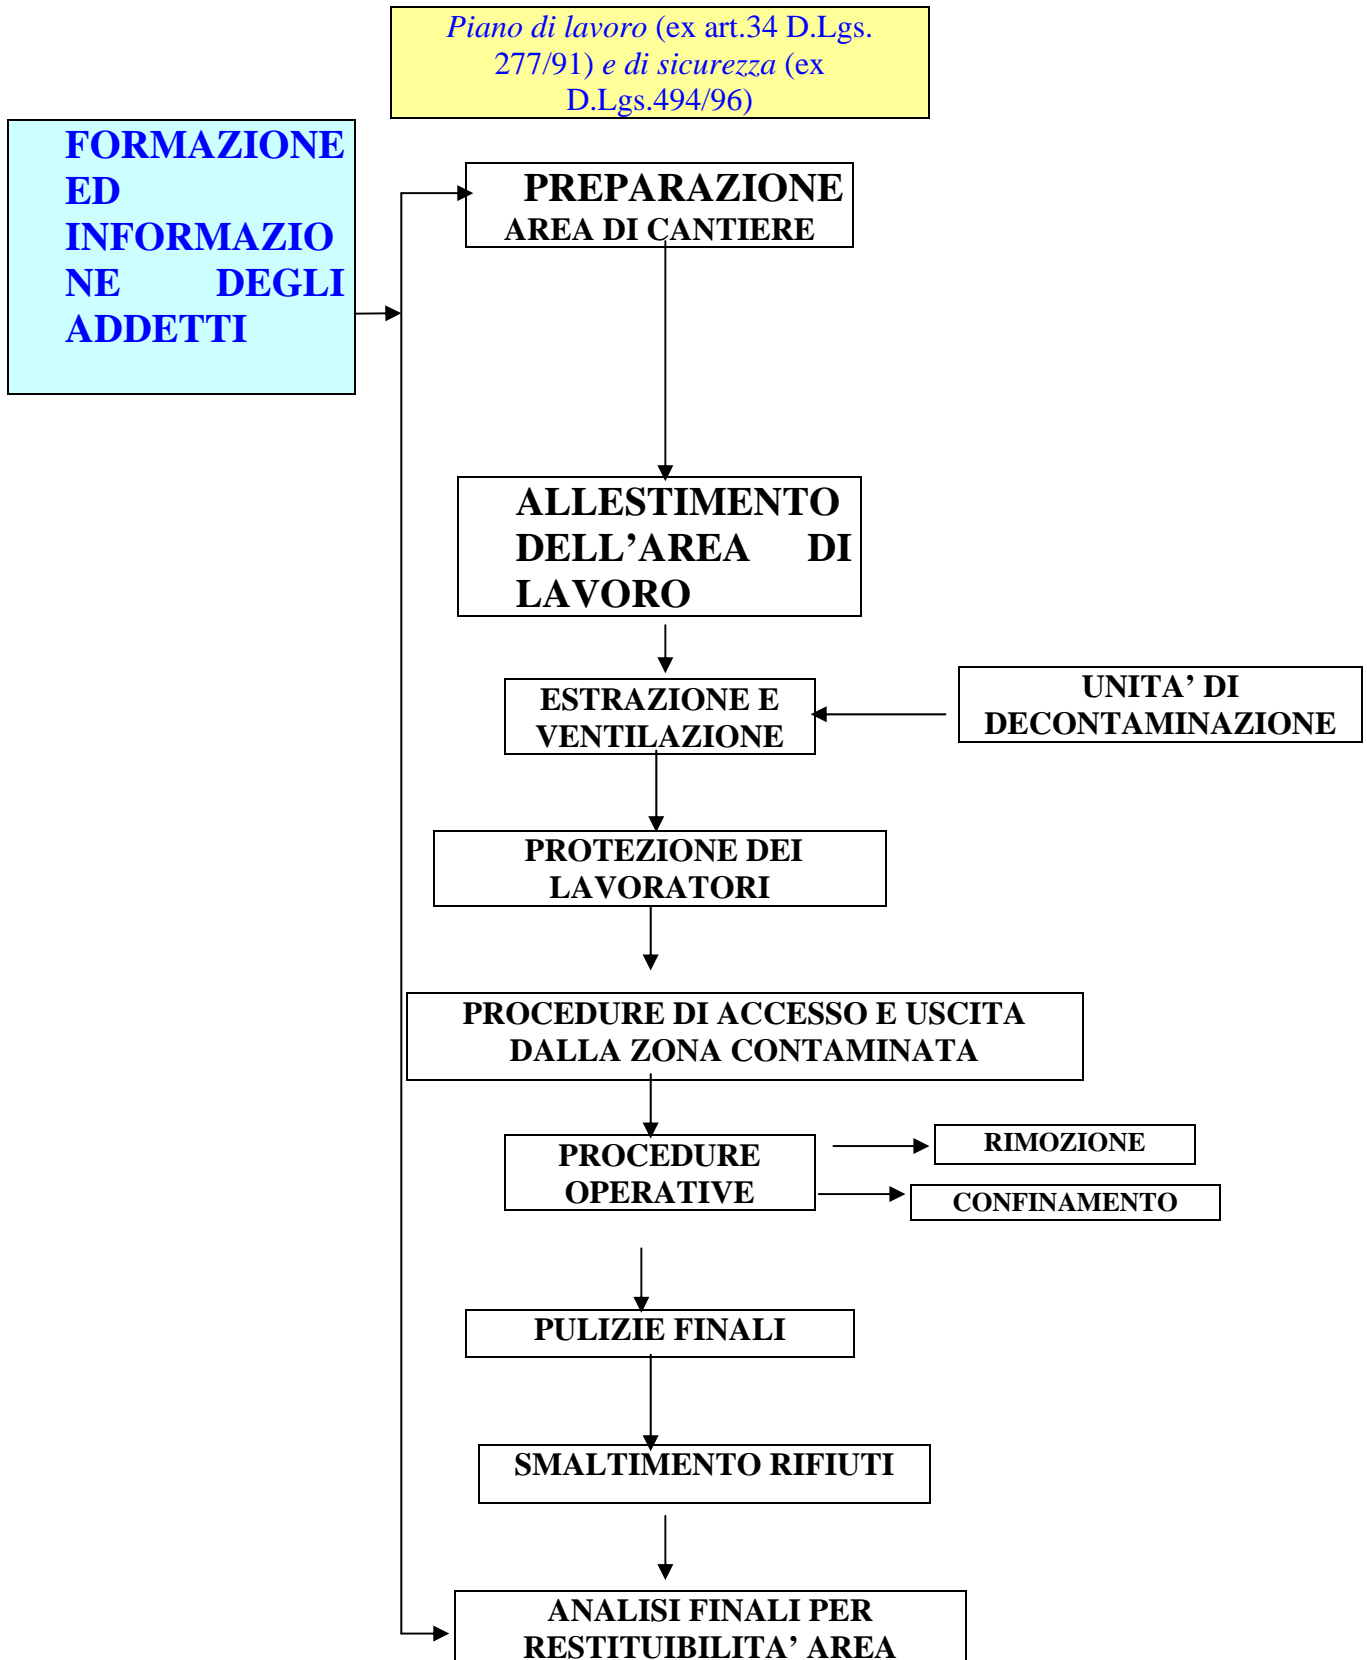 Piano di lavoro (ex art.34 D.Lgs.
277/91) e di sicurezza (ex
D.Lgs.494/96)
FORMAZIONE
ED
INFORMAZIO
NE DEGLI
ADDETTI
PREPARAZIONE
AREA DI CANTIERE
ALLESTIMENTO
DELL’AREA DI
LAVORO
ESTRAZIONE E
VENTILAZIONE
UNITA’ DI
DECONTAMINAZIONE
PROTEZIONE DEI
LAVORATORI
PROCEDURE DI ACCESSO E USCITA
DALLA ZONA CONTAMINATA
PROCEDURE
OPERATIVE
RIMOZIONE
CONFINAMENTO
PULIZIE FINALI
SMALTIMENTO RIFIUTI
ANALISI FINALI PER
RESTITUIBILITA’ AREA